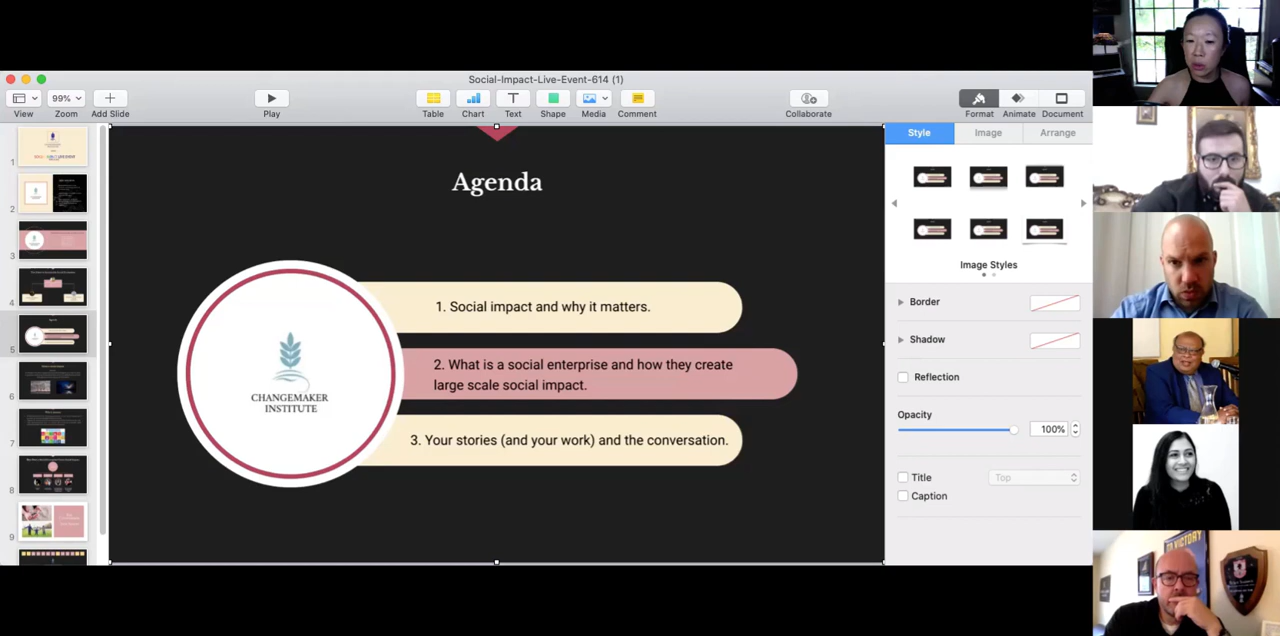 Social-Impact-Live-Event-614 (1)
99%
View
Zoom
Add Slide
Play
Table
Chart
Text
Shape
Media
Comment
Collaborate
Format
Animate
Document
1
2
3
4
5
6
7
8
9
Agenda
CHANGEMAKER
INSTITUTE
1. Social impact and why it matters.
2. What is a social enterprise and how they create
large scale social impact.
3. Your stories (and your work) and the conversation.
Style
Image
Arrange
Image Styles
Border
Shadow
Reflection
Opacity
100%
Title
Top
Caption
VICTORY